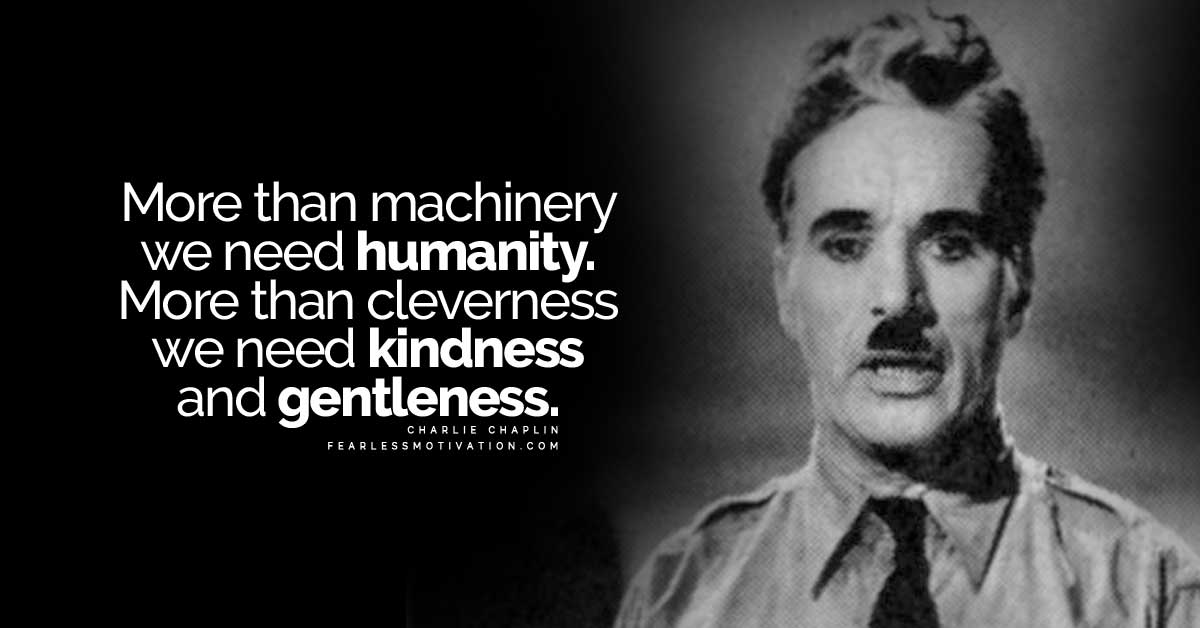 More than machinery
we need humanity.
More than cleverness
we need kindness
and gentleness.
CHARLIE CHAPLIN
FEARLESSMOTIVATION.COM